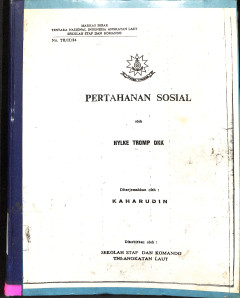 MARKAS BESAR
TENTARA NASIONAL INDONESIA ANGKATAN LAUT
SEKOLAH STAF DAN KOMANDO
PERTAHANAN SOSIAL
oleh
HYLKE TROMP DKK
Diterjemahkan oleh :
KAHARUDIN
Diterbitkan oleh :
SEKOLAH STAF DAN KOMANDO
TNI-ANGKATAN LAUT